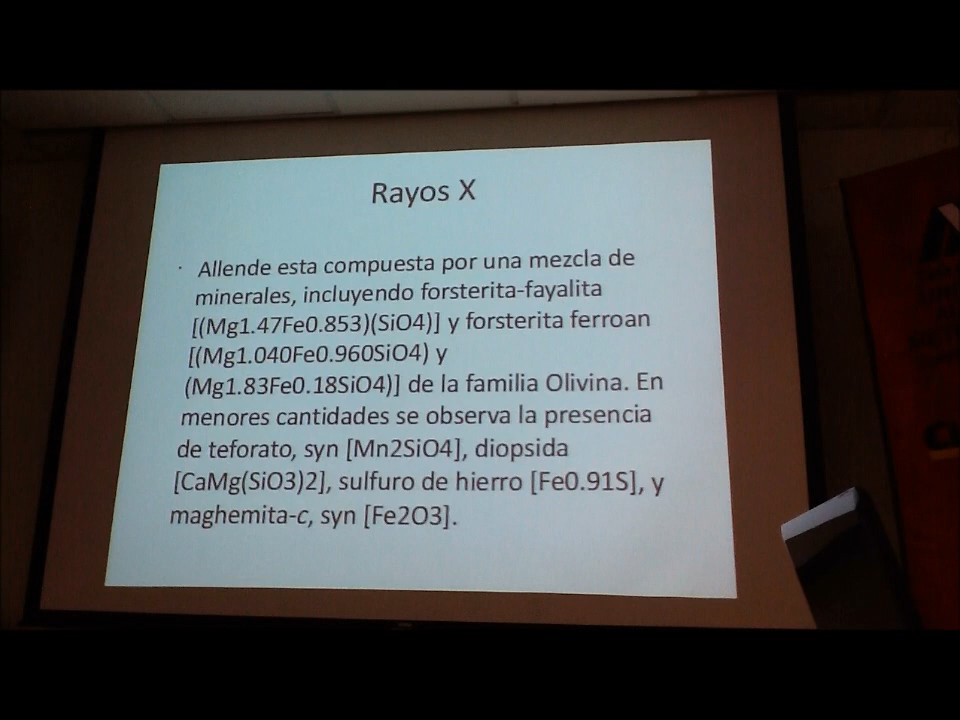 Rayos X
· Allende esta compuesta por una mezcla de
minerales, incluyendo forsterita-fayalita
[(Mg1.47Fe0.853)(SiO4)] y forsterita ferroan
[(Mg1.040Fe0.960SiO4) y
(Mg1.83Fe0.18SiO4)] de la familia Olivina. En
menores cantidades se observa la presencia
de teforato, syn [Mn2SiO4], diopsida
[CaMg(SiO3)2], sulfuro de hierro [Fe0.91S], y
maghemita-c, syn [Fe2O3].